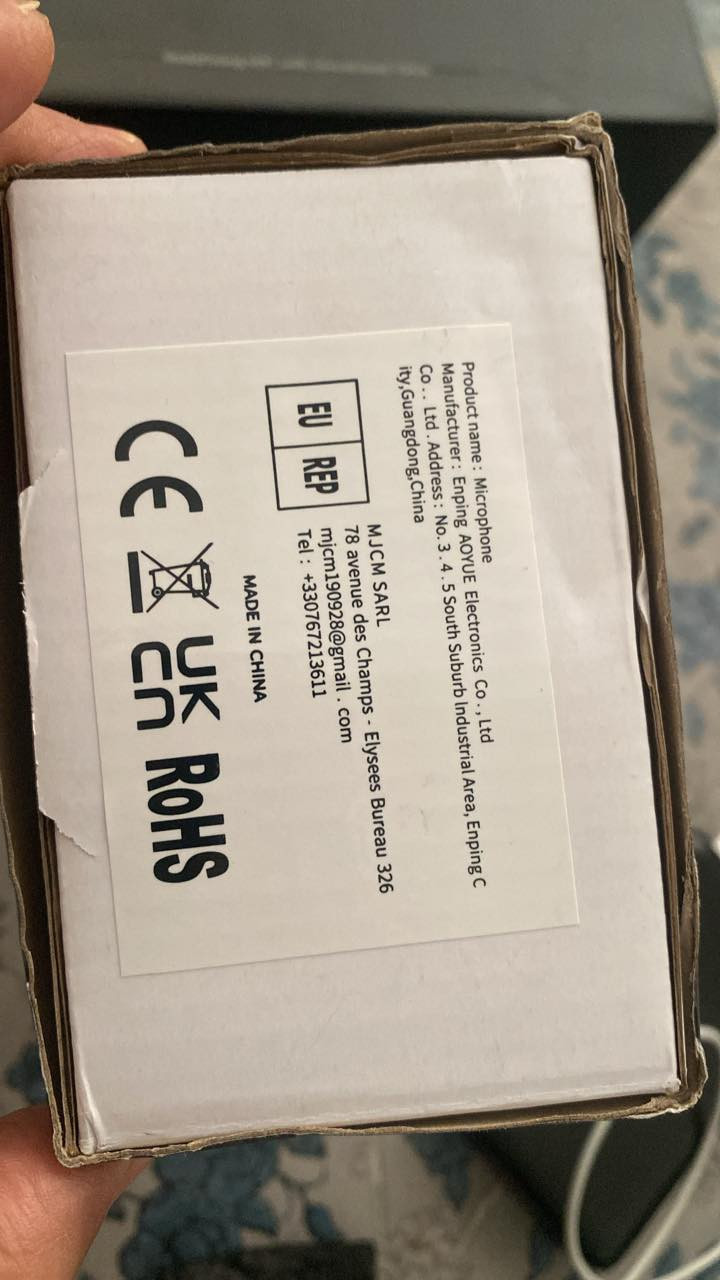 Product name : Microphone
Manufacturer : Enping AOYUE Electronics Co . , Ltd
Co . . Ltd . Address : No. 3 . 4 . 5 South Suburb Industrial Area, Enping C
ity,Guangdong,China
EU REP
MJCM SARL
78 avenue des Champs - Elysees Bureau 326
mjcm190928@gmail . com
Tel : +330767213611
MADE IN CHINA
CE UK CA RoHS